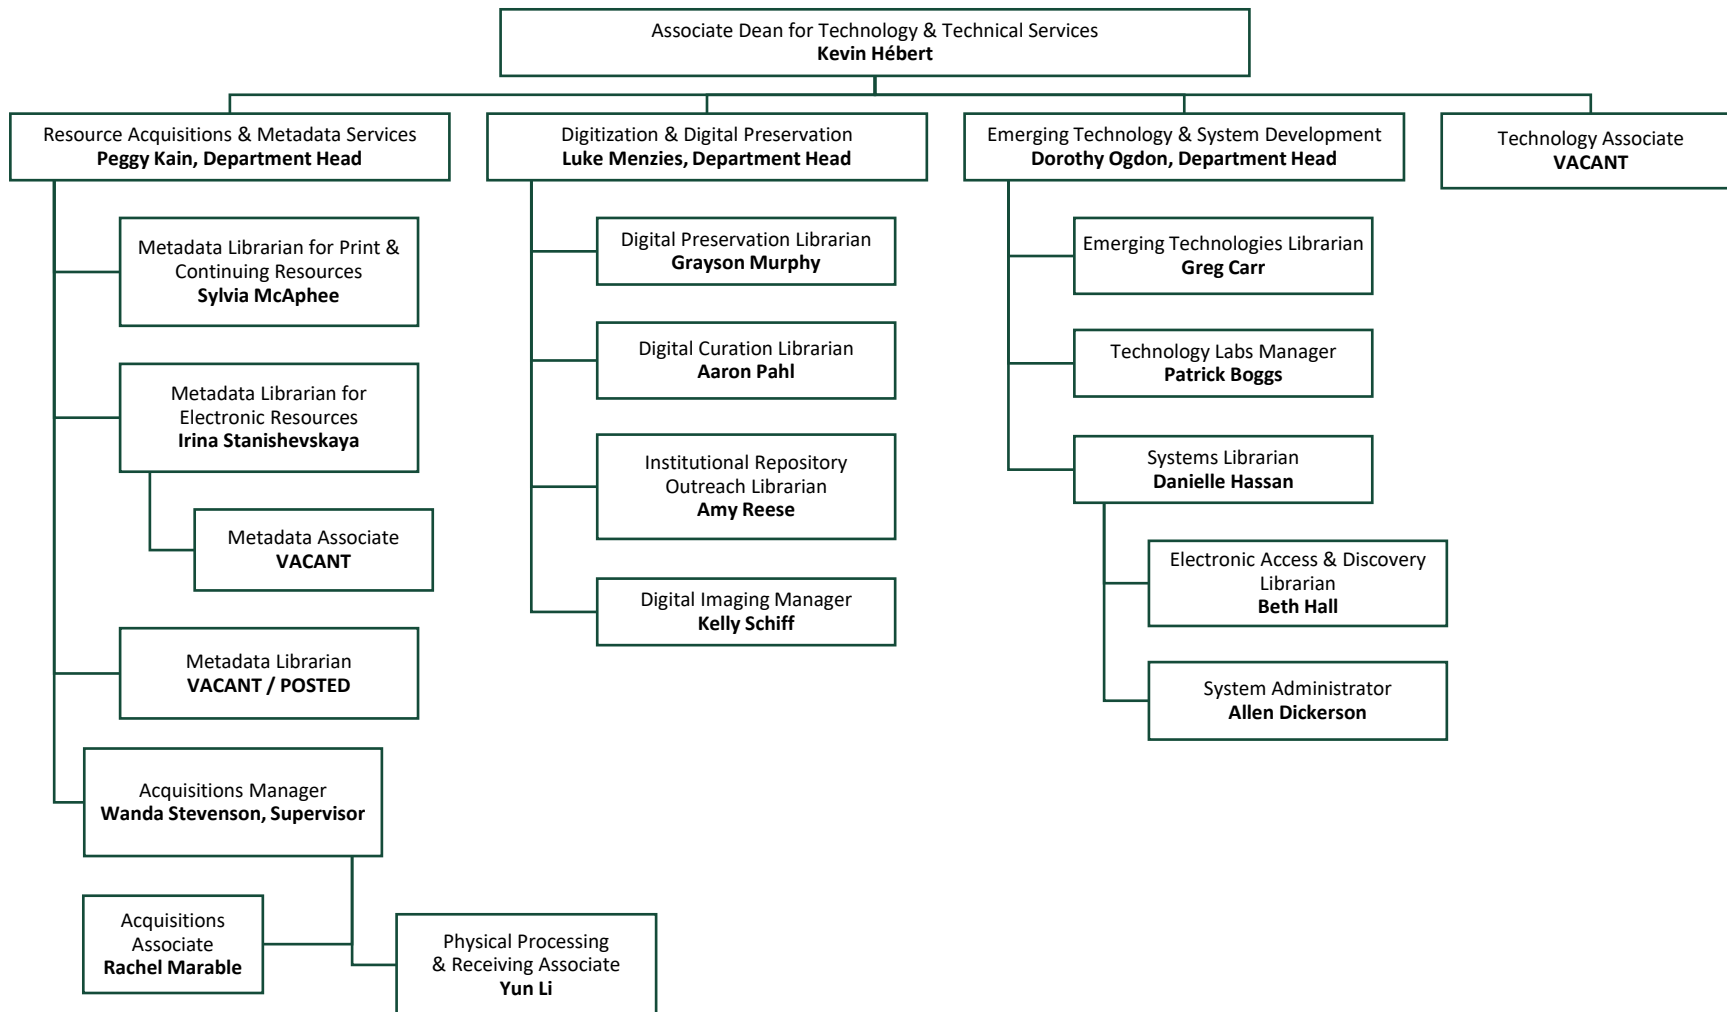 Associate Dean for Technology & Technical Services
Kevin Hébert
Resource Acquisitions & Metadata Services
Peggy Kain, Department Head
Metadata Librarian for Print &
Continuing Resources
Sylvia McAphee
Metadata Librarian for
Electronic Resources
Irina Stanishevskaya
Metadata Associate
VACANT
Metadata Librarian
VACANT / POSTED
Acquisitions Manager
Wanda Stevenson, Supervisor
Acquisitions
Associate
Rachel Marable
Physical Processing
& Receiving Associate
Yun Li
Digitization & Digital Preservation
Luke Menzies, Department Head
Digital Preservation Librarian
Grayson Murphy
Digital Curation Librarian
Aaron Pahl
Institutional Repository
Outreach Librarian
Amy Reese
Digital Imaging Manager
Kelly Schiff
Emerging Technology & System Development
Dorothy Ogdon, Department Head
Emerging Technologies Librarian
Greg Carr
Technology Labs Manager
Patrick Boggs
Systems Librarian
Danielle Hassan
Electronic Access & Discovery
Librarian
Beth Hall
System Administrator
Allen Dickerson
Technology Associate
VACANT